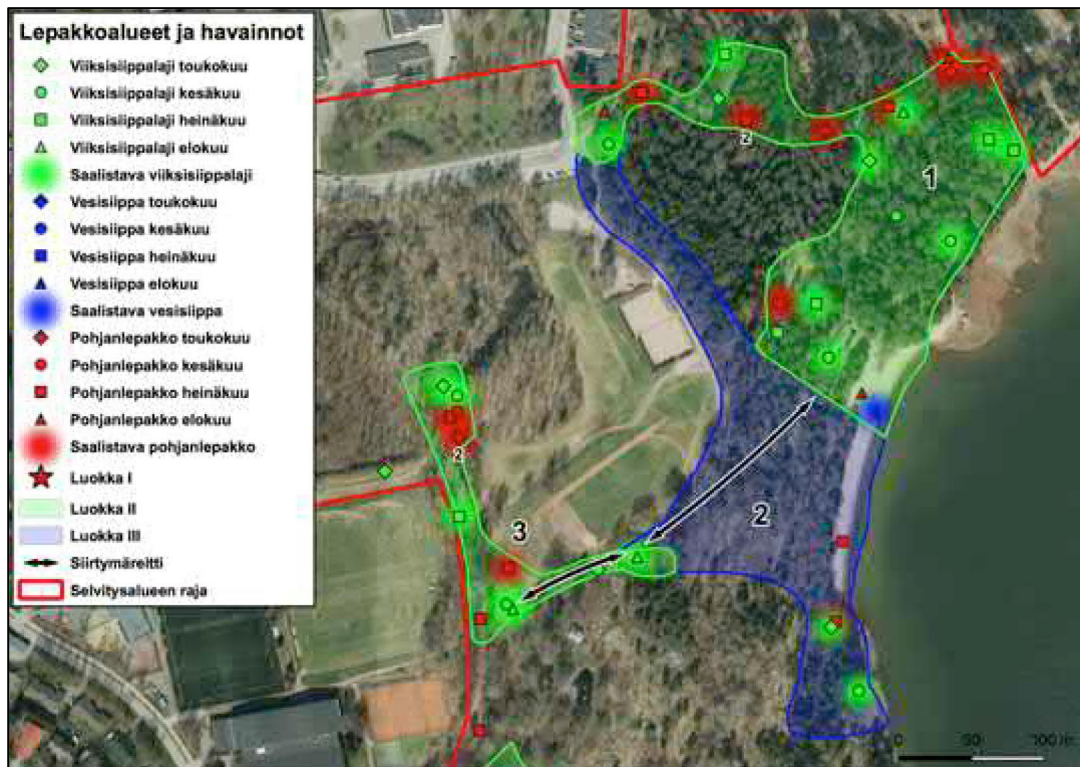 Lepakkoalueet ja havainnot
Viiksisiippalaji toukokuu
Viiksisiippalaji kesäkuu
Viiksisiippalaji heinäkuu
Viiksisiippalaji elokuu
Saalistava viiksisiippalaji
Vesisiippa toukokuu
Vesisiippa kesäkuu
Vesisiippa heinäkuu
Vesisiippa elokuu
Saalistava vesisiippa
Pohjanlepakko toukokuu
Pohjanlepakko kesäkuu
Pohjanlepakko heinäkuu
Pohjanlepakko elokuu
Saalistava pohjanlepakko
Luokka I
Luokka II
Luokka III
Siirtymäreitti
Selvitysalueen raja
2
1
2
3
2
0 50 100 m